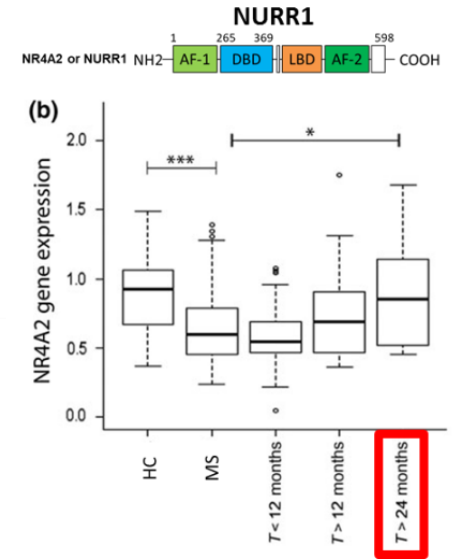 NURR1
1 265 369 598
NR4A2 or NURR1 NH2 AF-1 DBD LBD AF-2 COOH
(b)
NR4A2 gene expression
2.0
1.5
1.0
0.5
0.0
***
*
HC
MS
T < 12 months
T > 12 months
T > 24 months